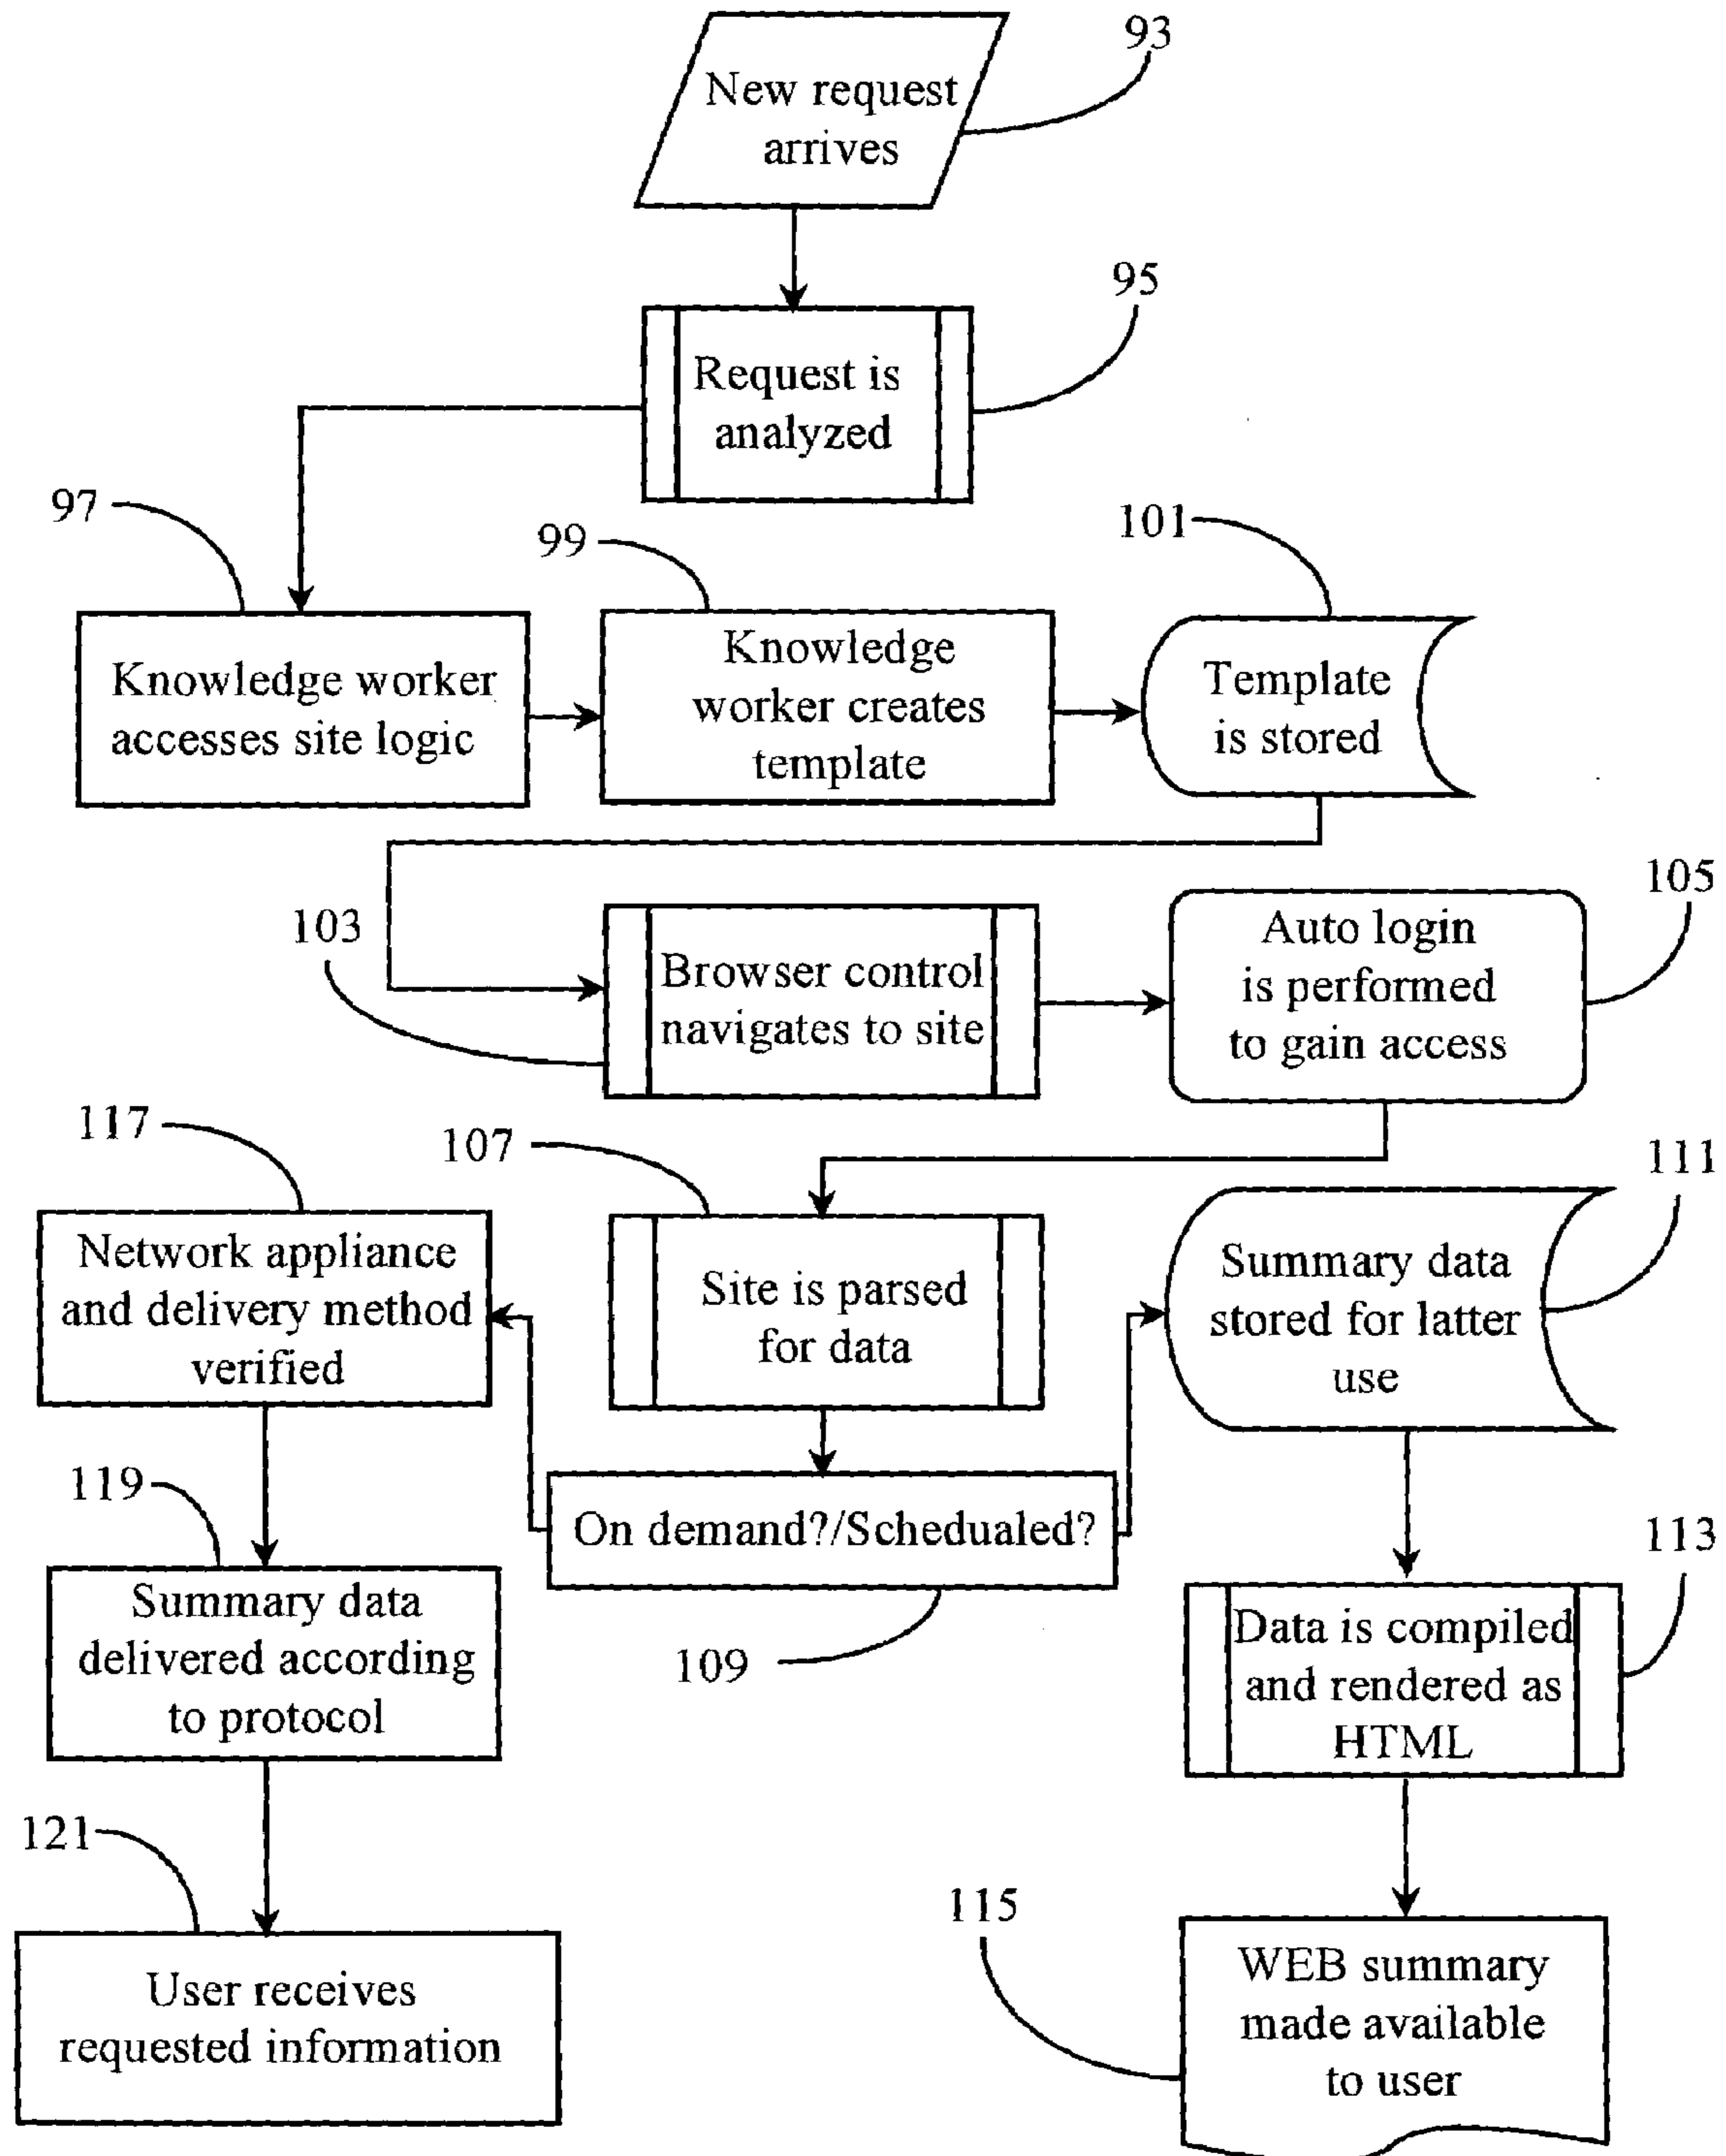 93
New request
arrives
95
Request is
analyzed
97
Knowledge worker
accesses site logic
99
Knowledge
worker creates
template
101
Template
is stored
103
Browser control
navigates to site
105
Auto login
is performed
to gain access
107
Site is parsed
for data
109
On demand?/Schedualed?
111
Summary data
stored for latter
use
113
Data is compiled
and rendered as
HTML
115
WEB summary
made available
to user
117
Network appliance
and delivery method
verified
119
Summary data
delivered according
to protocol
121
User receives
requested information